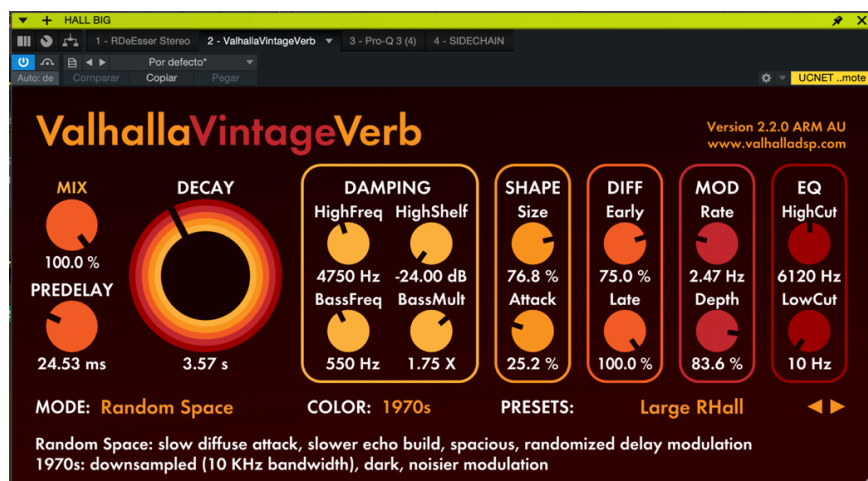 HALL BIG
1 - RDeEsser Stereo 2 - ValhallaVintageVerb 3 - Pro-Q 3 (4) 4 - SIDECHAIN
Por defecto*
Auto: de Comparar Copiar Pegar UCNET ..mote
ValhallaVintageVerb
Version 2.2.0 ARM AU
www.valhalladsp.com
MIX DECAY DAMPING SHAPE DIFF MOD EQ
HighFreq HighShelf Size Early Rate HighCut
100.0 % 4750 Hz -24.00 dB 76.8 % 75.0 % 2.47 Hz 6120 Hz
PREDELAY BassFreq BassMult Attack Late Depth LowCut
24.53 ms 3.57 s 550 Hz 1.75 X 25.2 % 100.0 % 83.6 % 10 Hz
MODE: Random Space COLOR: 1970s PRESETS: Large RHall
Random Space: slow diffuse attack, slower echo build, spacious, randomized delay modulation
1970s: downsampled (10 KHz bandwidth), dark, noisier modulation